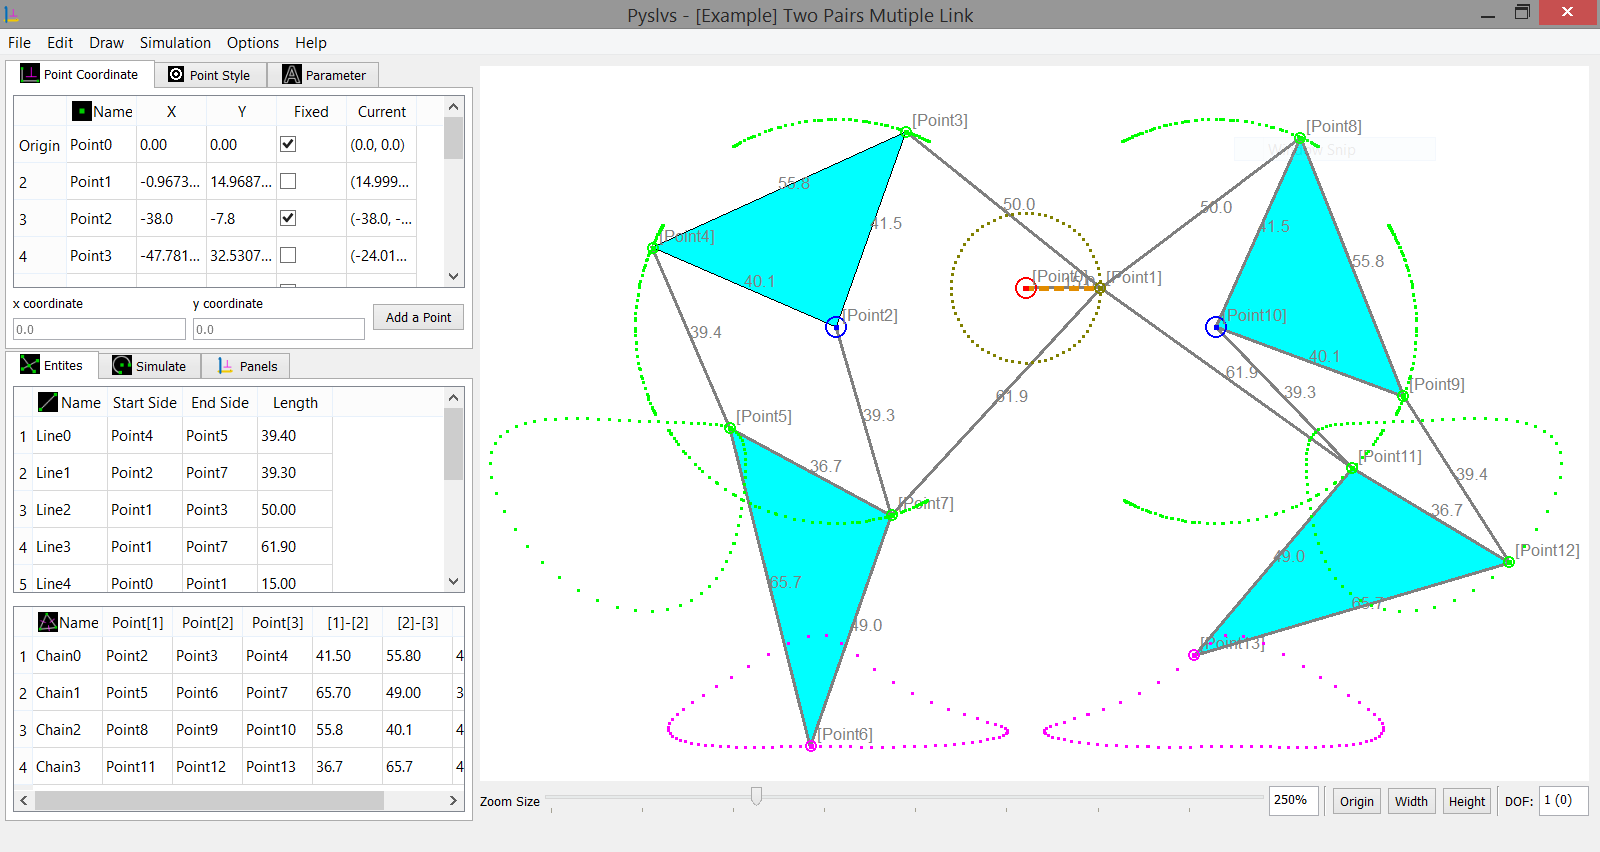 Pyslvs - [Example] Two Pairs Mutiple Link
File Edit Draw Simulation Options Help
Point Coordinate Point Style Parameter
Name X Y Fixed Current
Origin Point0 0.00 0.00 (0.0, 0.0)
2 Point1 -0.9673... 14.9687... (14.999...
3 Point2 -38.0 -7.8 (-38.0, -...
4 Point3 -47.781... 32.5307... (-24.01...
x coordinate y coordinate
0.0 0.0 Add a Point
Entites Simulate Panels
Name Start Side End Side Length
1 Line0 Point4 Point5 39.40
2 Line1 Point2 Point7 39.30
3 Line2 Point1 Point3 50.00
4 Line3 Point1 Point7 61.90
5 Line4 Point0 Point1 15.00
Name Point[1] Point[2] Point[3] [1]-[2] [2]-[3]
1 Chain0 Point2 Point3 Point4 41.50 55.80 4
2 Chain1 Point5 Point6 Point7 65.70 49.00 3
3 Chain2 Point8 Point9 Point10 55.8 40.1 4
4 Chain3 Point11 Point12 Point13 36.7 65.7 4
[Point3]
[Point8]
Snip
55.8
50.0
50.0
41.5
41.5
[Point4]
55.8
40.1
[Point0]
[Point1]
[Point2]
[Point10]
39.4
40.1
61.9
[Point9]
39.3
61.9
[Point5]
39.3
[Point11]
36.7
39.4
[Point7]
36.7
[Point12]
49.0
65.7
65.7
49.0
[Point13]
[Point6]
Zoom Size 250% Origin Width Height DOF: 1 (0)